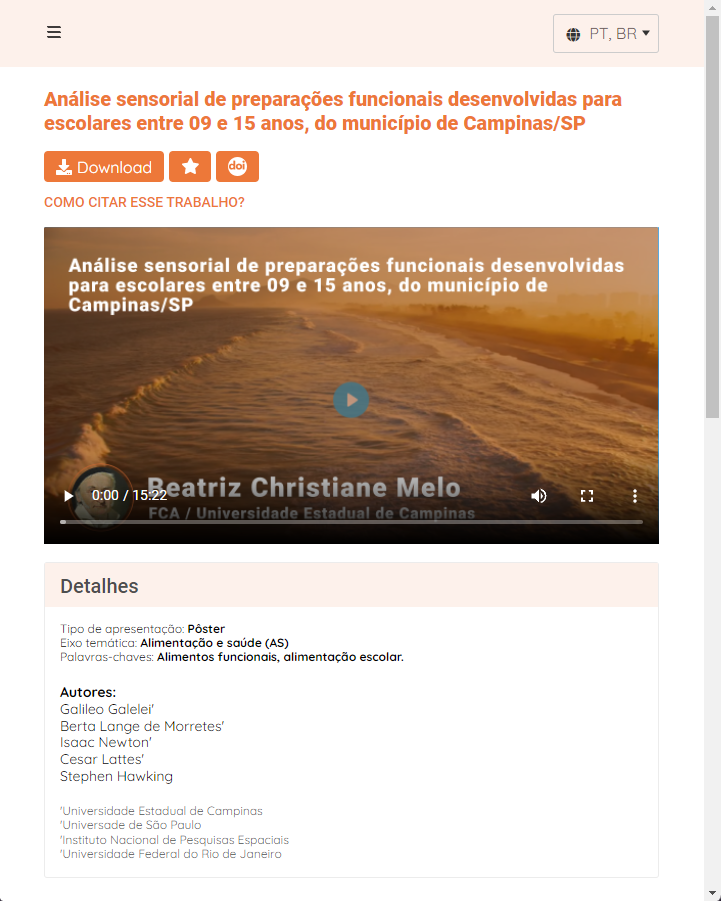 PT, BR
Análise sensorial de preparações funcionais desenvolvidas para
escolares entre 09 e 15 anos, do município de Campinas/SP
Download
doi
COMO CITAR ESSE TRABALHO?
Análise sensorial de preparações funcionais desenvolvidas
para escolares entre 09 e 15 anos, do município de
Campinas/SP
Beatriz Christiane Melo
0:00 / 15:22
FCA / Universidade Estadual de Campinas
Detalhes
Tipo de apresentação: Pôster
Eixo temática: Alimentação e saúde (AS)
Palavras-chaves: Alimentos funcionais, alimentação escolar.
Autores:
Galileo Galelei'
Berta Lange de Morretes'
Isaac Newton'
Cesar Lattes'
Stephen Hawking
'Universidade Estadual de Campinas
'Universade de São Paulo
'Instituto Nacional de Pesquisas Espaciais
'Universidade Federal do Rio de Janeiro